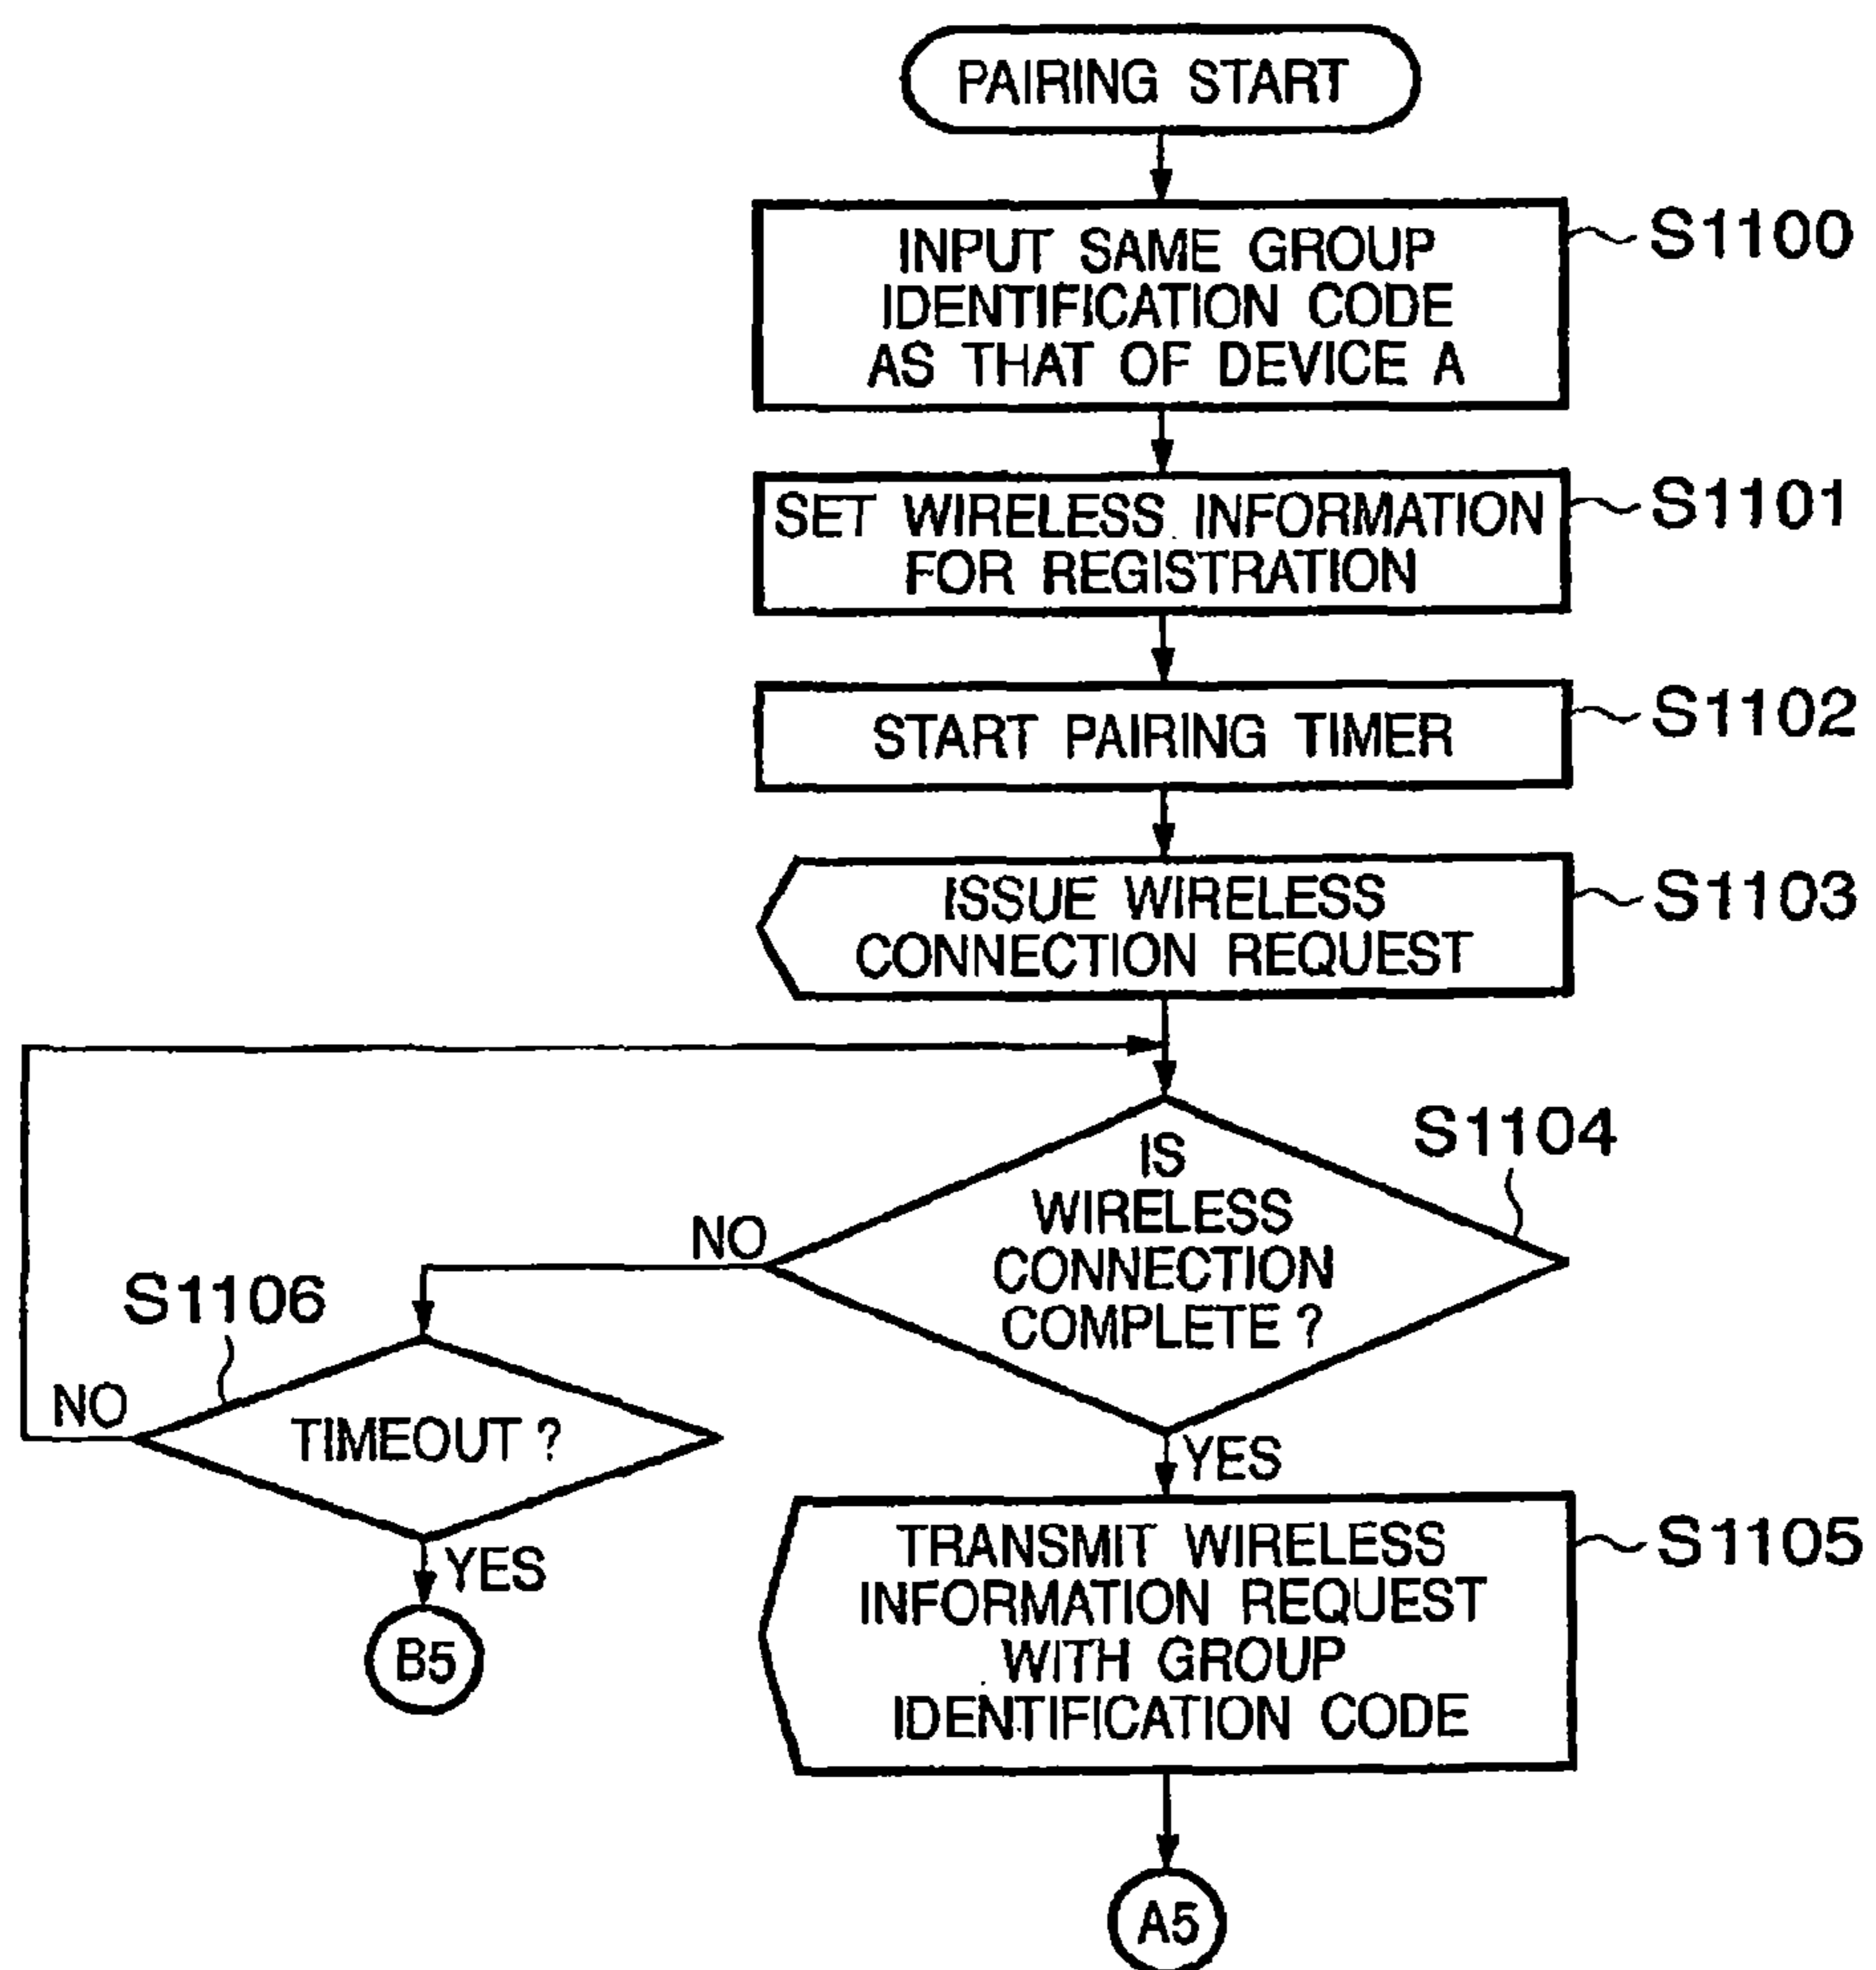 PAIRING START
INPUT SAME GROUP
IDENTIFICATION CODE
AS THAT OF DEVICE A
S1100
SET WIRELESS INFORMATION
FOR REGISTRATION
S1101
START PAIRING TIMER
S1102
ISSUE WIRELESS
CONNECTION REQUEST
S1103
IS
WIRELESS
CONNECTION
COMPLETE ?
S1104
NO
YES
S1106
TIMEOUT ?
NO
YES
B5
TRANSMIT WIRELESS
INFORMATION REQUEST
WITH GROUP
IDENTIFICATION CODE
S1105
A5